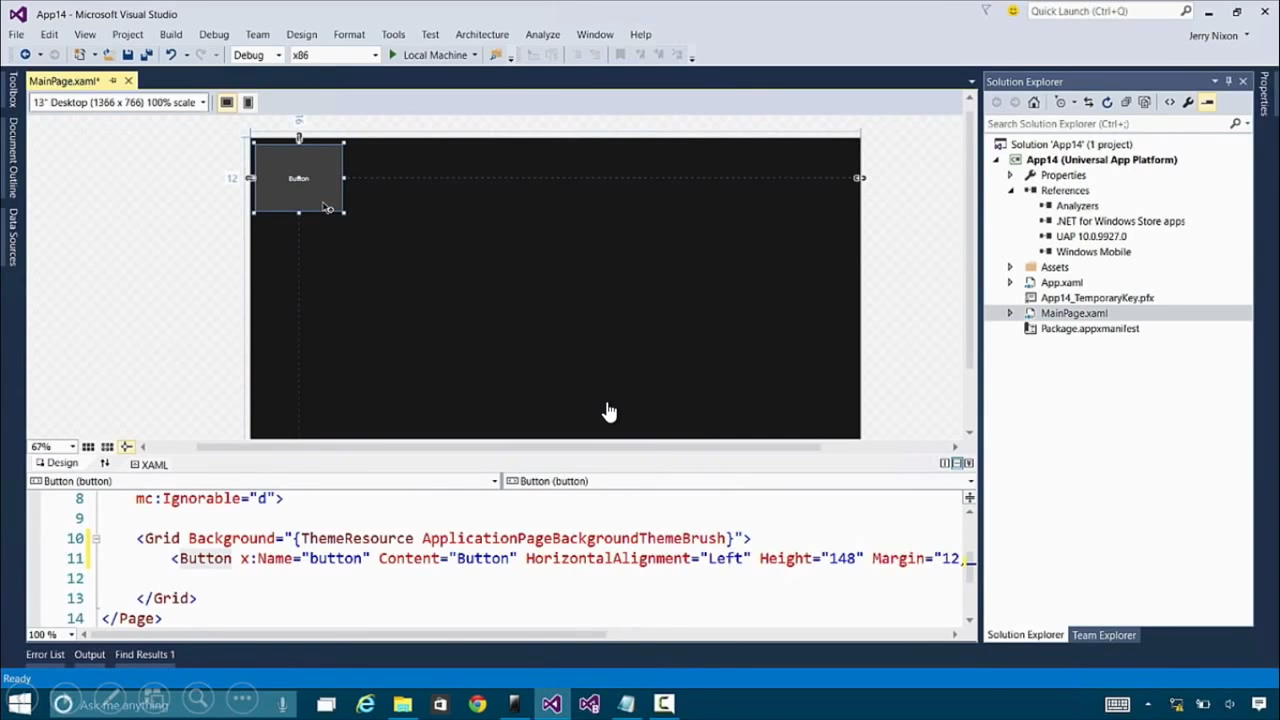 App14 - Microsoft Visual Studio
Quick Launch (Ctrl+Q)
File Edit View Project Build Debug Team Design Format Tools Test Architecture Analyze Window Help
Jerry Nixon
Debug x86 Local Machine
Toolbox
Document Outline
Data Sources
MainPage.xaml*
13" Desktop (1366 x 766) 100% scale
16
12
Button
67%
Design XAML
Button (button) Button (button)
8 mc:Ignorable="d">
9
10 <Grid Background="{ThemeResource ApplicationPageBackgroundThemeBrush}">
11 <Button x:Name="button" Content="Button" HorizontalAlignment="Left" Height="148" Margin="12,
12
13 </Grid>
14 </Page>
100 %
Error List Output Find Results 1
Solution Explorer
Search Solution Explorer (Ctrl+;)
Solution 'App14' (1 project)
App14 (Universal App Platform)
Properties
References
Analyzers
.NET for Windows Store apps
UAP 10.0.9927.0
Windows Mobile
Assets
App.xaml
App14_TemporaryKey.pfx
MainPage.xaml
Package.appxmanifest
Solution Explorer Team Explorer
Properties
Ready
Ask me anything